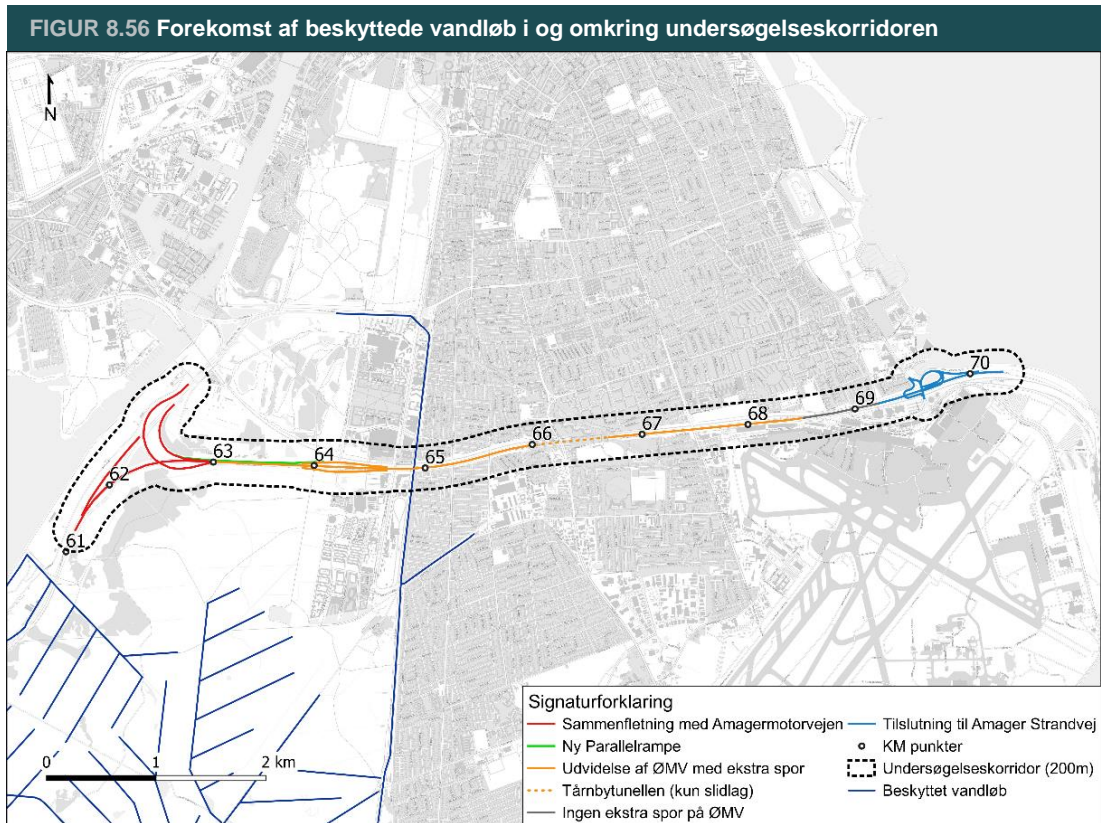 FIGUR 8.56 Forekomst af beskyttede vandløb i og omkring undersøgelseskorridoren
N
70
69
68
67
66
65
64
63
62
61
0 1 2 km
Signaturforklaring
Sammenfletning med Amagermotorvejen
Ny Parallelrampe
Udvidelse af ØMV med ekstra spor
Tårnbytunellen (kun slidlag)
Ingen ekstra spor på ØMV
Tilslutning til Amager Strandvej
KM punkter
Undersøgelseskorridor (200m)
Beskyttet vandløb